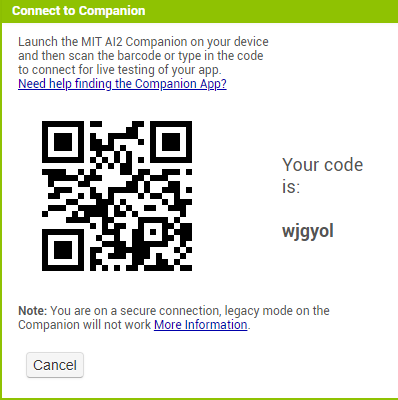 Connect to Companion
Launch the MIT AI2 Companion on your device
and then scan the barcode or type in the code
to connect for live testing of your app.
Need help finding the Companion App?
Your code
is:
wjgyol
Note: You are on a secure connection, legacy mode on the
Companion will not work More Information.
Cancel